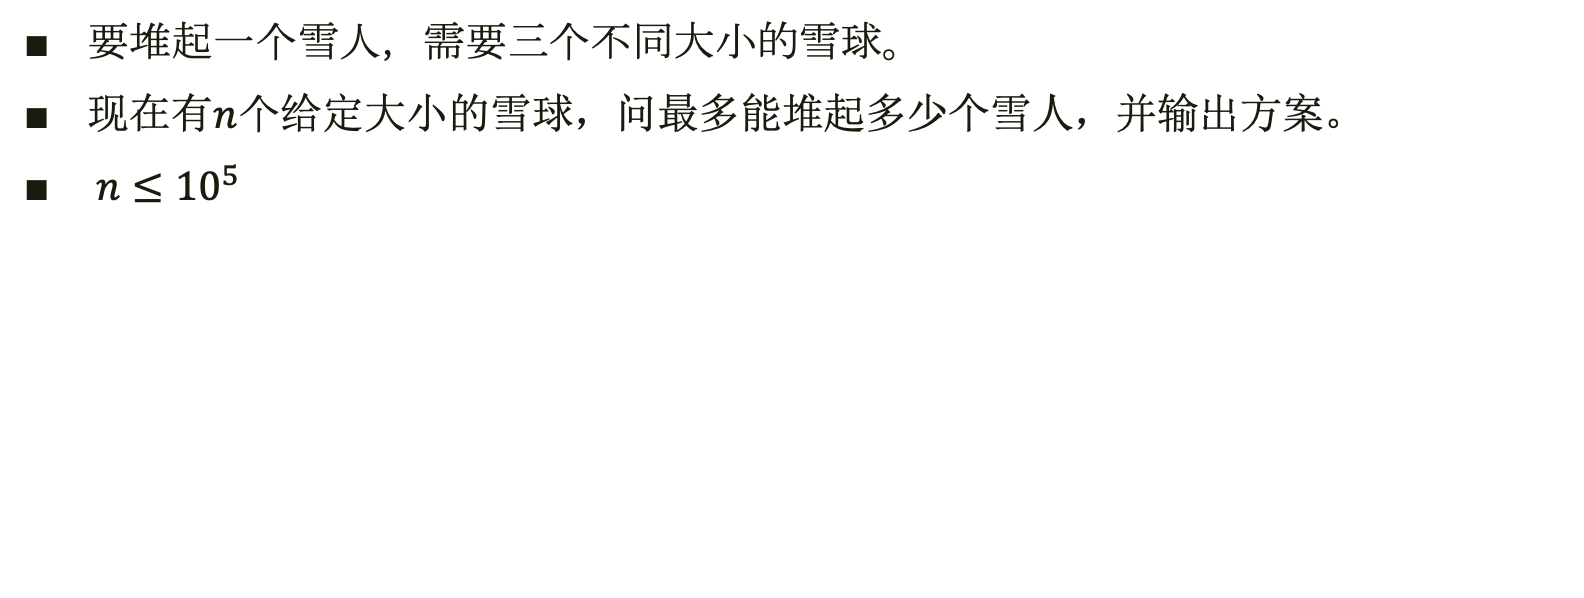 ■ 要堆起一个雪人，需要三个不同大小的雪球。
■ 现在有n个给定大小的雪球，问最多能堆起多少个雪人，并输出方案。
■ n ≤ 10⁵